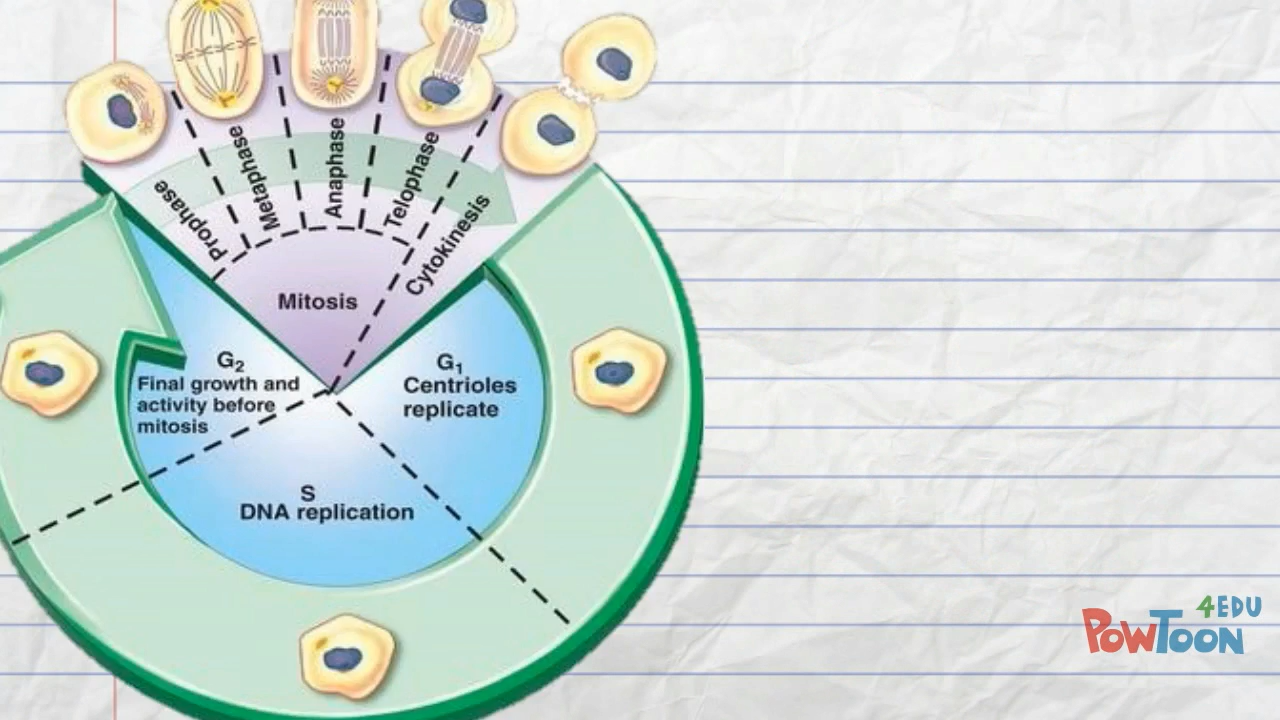 Prophase
Metaphase
Anaphase
Telophase
Cytokinesis
Mitosis
G₂
Final growth and
activity before
mitosis
G₁
Centrioles
replicate
S
DNA replication
4EDU
POWTOON